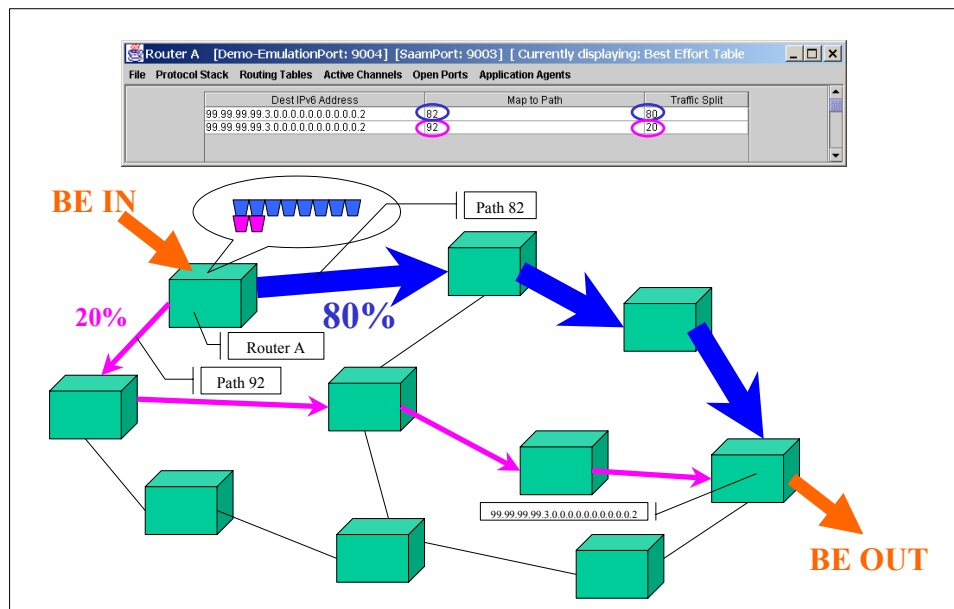 Router A [Demo-EmulationPort: 9004] [SaamPort: 9003] [ Currently displaying: Best Effort Table
File Protocol Stack Routing Tables Active Channels Open Ports Application Agents
Dest IPv6 Address Map to Path Traffic Split
99.99.99.99.3.0.0.0.0.0.0.0.0.0.0.2 82 80
99.99.99.99.3.0.0.0.0.0.0.0.0.0.0.2 92 20
BE IN
Path 82
80%
20%
Router A
Path 92
99.99.99.99.3.0.0.0.0.0.0.0.0.0.0.2
BE OUT